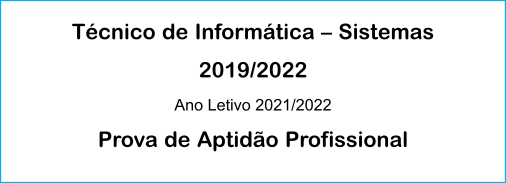 Técnico de Informática – Sistemas
2019/2022
Ano Letivo 2021/2022
Prova de Aptidão Profissional